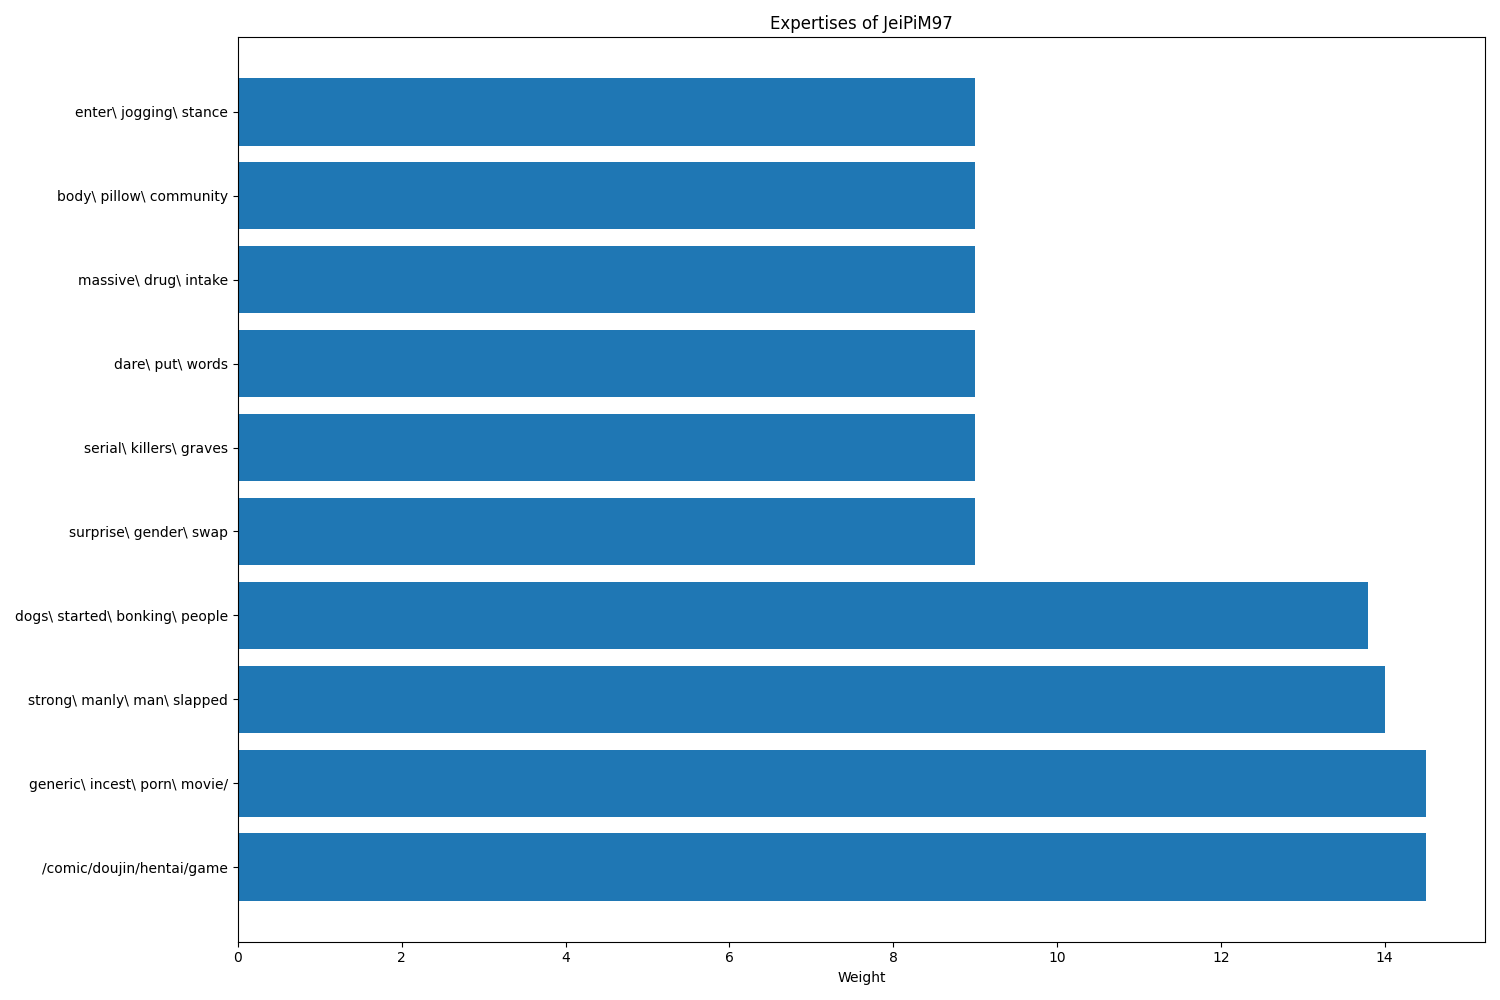 Expertises of JeiPiM97
enter\ jogging\ stance
body\ pillow\ community
massive\ drug\ intake
dare\ put\ words
serial\ killers\ graves
surprise\ gender\ swap
dogs\ started\ bonking\ people
strong\ manly\ man\ slapped
generic\ incest\ porn\ movie/
/comic/doujin/hentai/game
0 2 4 6 8 10 12 14
Weight